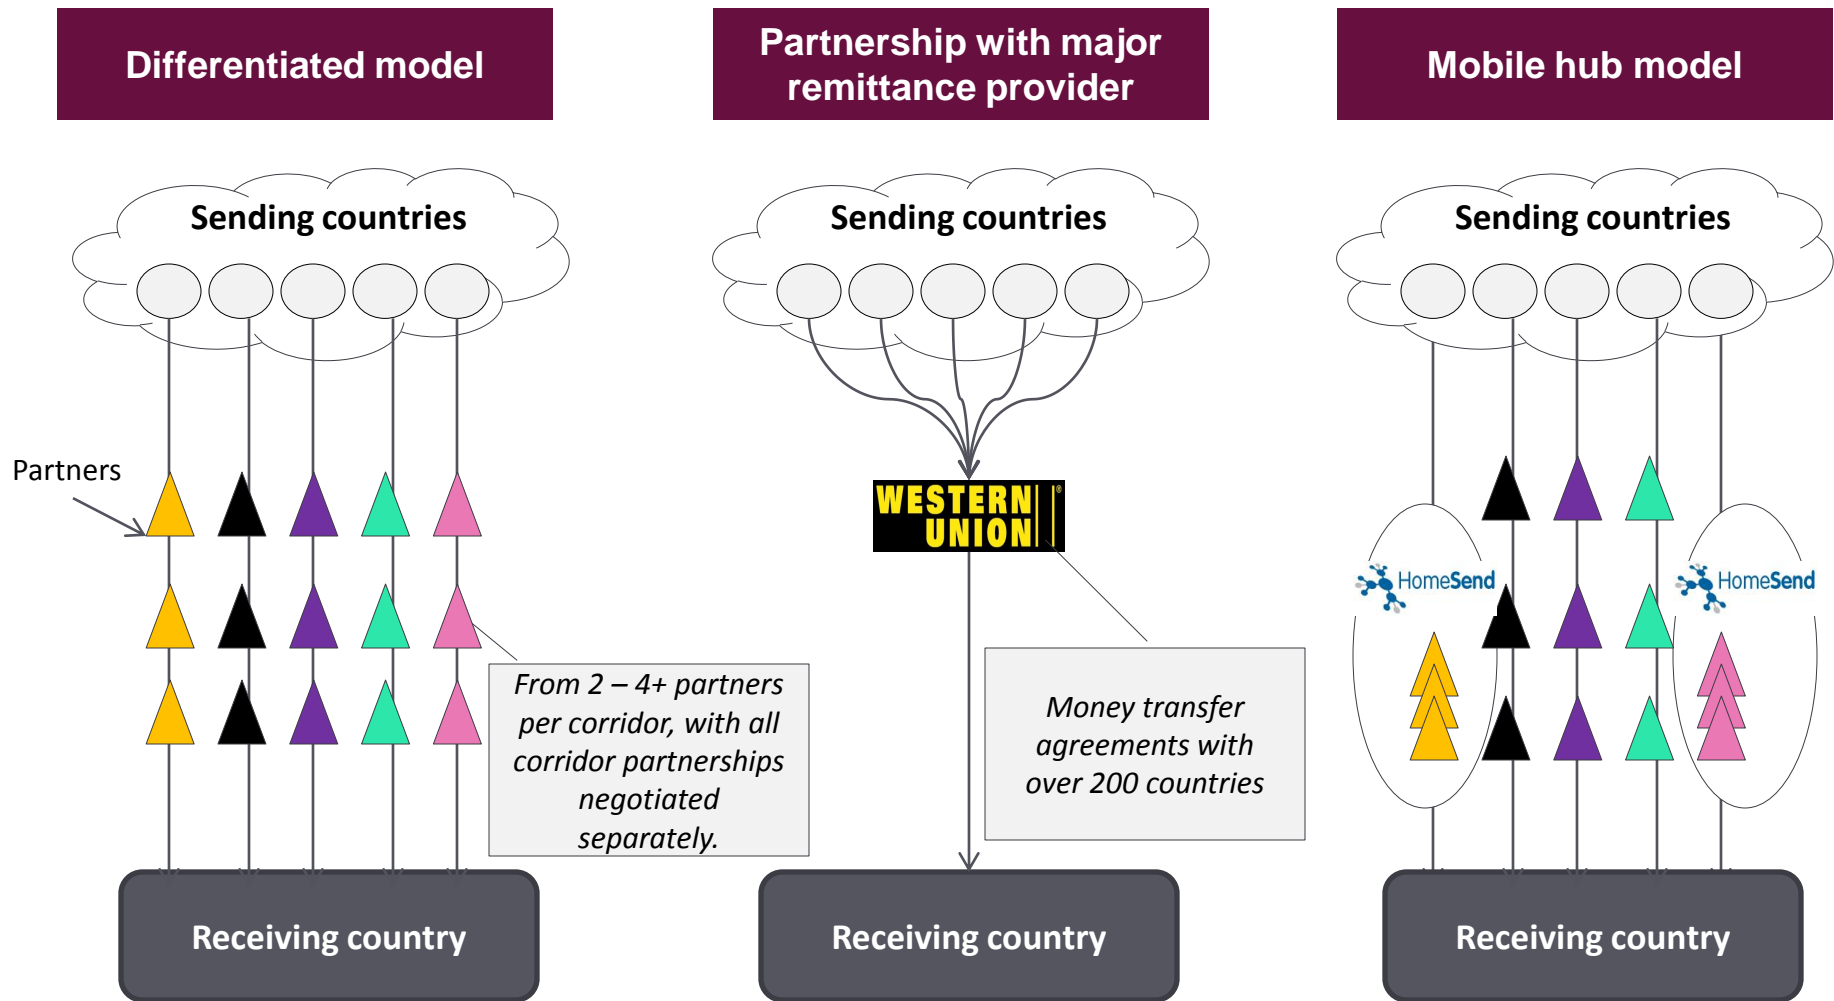 Differentiated model
Partnership with major
remittance provider
Mobile hub model
Sending countries
Sending countries
Sending countries
Partners
WESTERN
UNION
®
HomeSend
HomeSend
From 2 – 4+ partners
per corridor, with all
corridor partnerships
negotiated
separately.
Money transfer
agreements with
over 200 countries
Receiving country
Receiving country
Receiving country